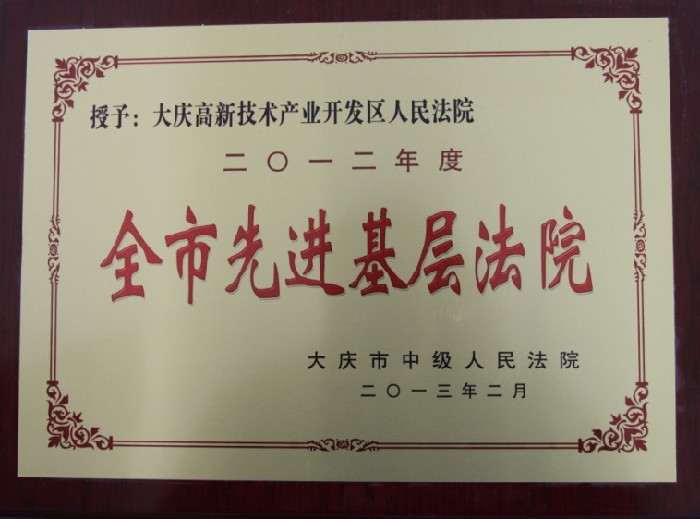 授予：大庆高新技术产业开发区人民法院
二〇一二年度
全市先进基层法院
大庆市中级人民法院
二〇一三年二月